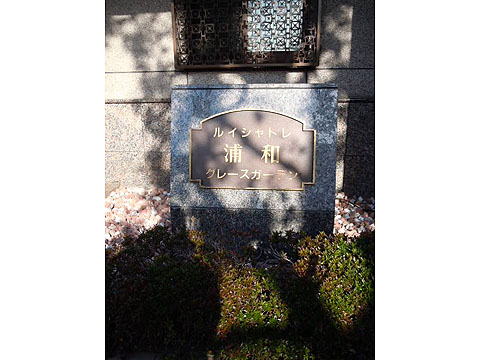 ルイシャトレ
浦和
グレースガーデン